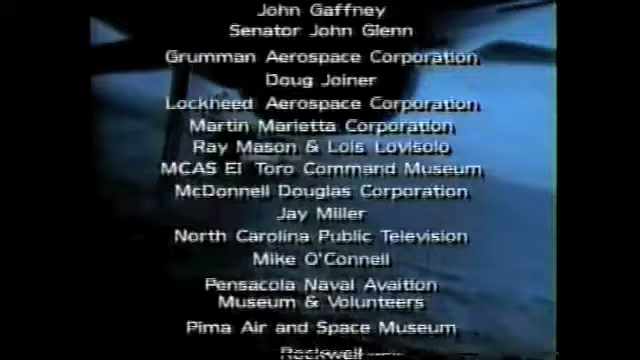 John Gaffney
Senator John Glenn
Grumman Aerospace Corporation
Doug Joiner
Lockheed Aerospace Corporation
Martin Marietta Corporation
Ray Mason & Lois Lovisolo
MCAS El Toro Command Museum
McDonnell Douglas Corporation
Jay Miller
North Carolina Public Television
Mike O'Connell
Pensacola Naval Avaition
Museum & Volunteers
Pima Air and Space Museum
Rockwell